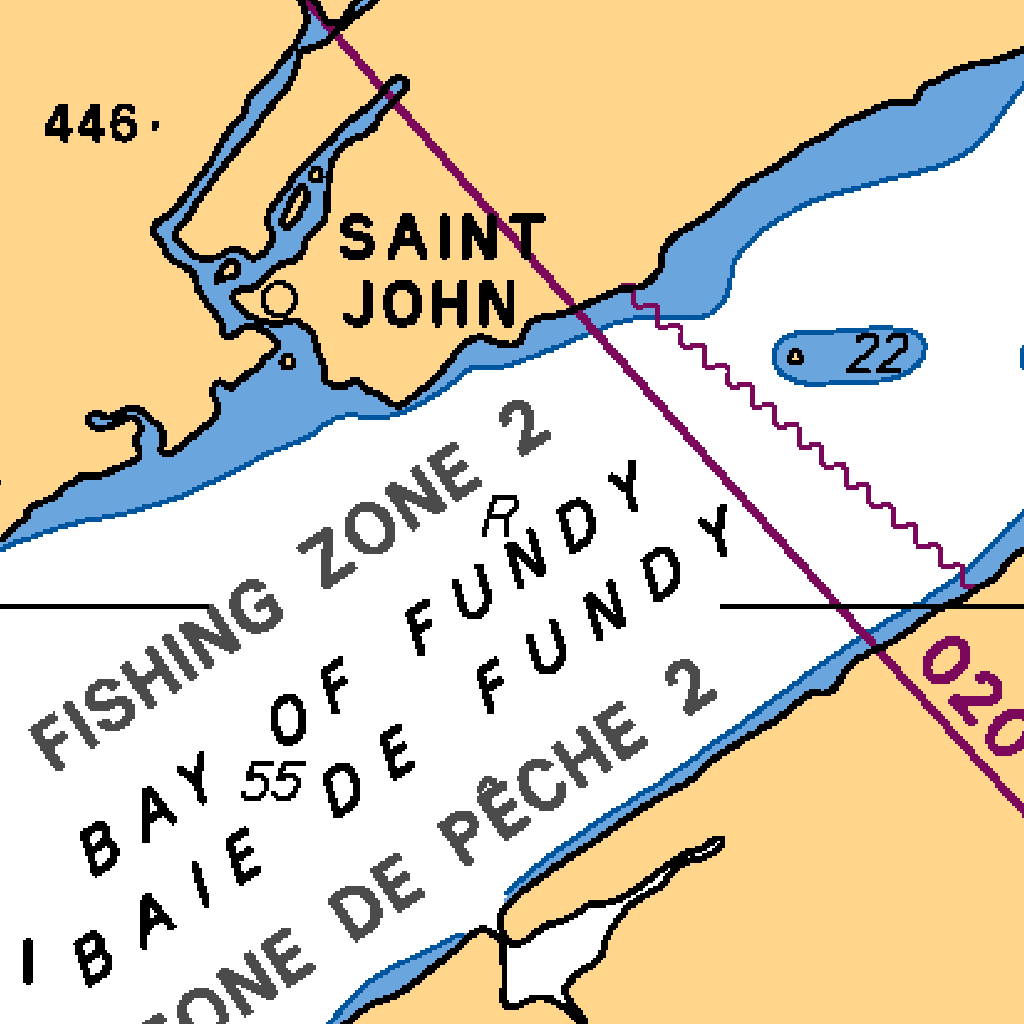 446
SAINT
JOHN
22
FISHING ZONE 2
R
BAY OF FUNDY
55
BAIE DE FUNDY
020
ZONE DE PÊCHE 2